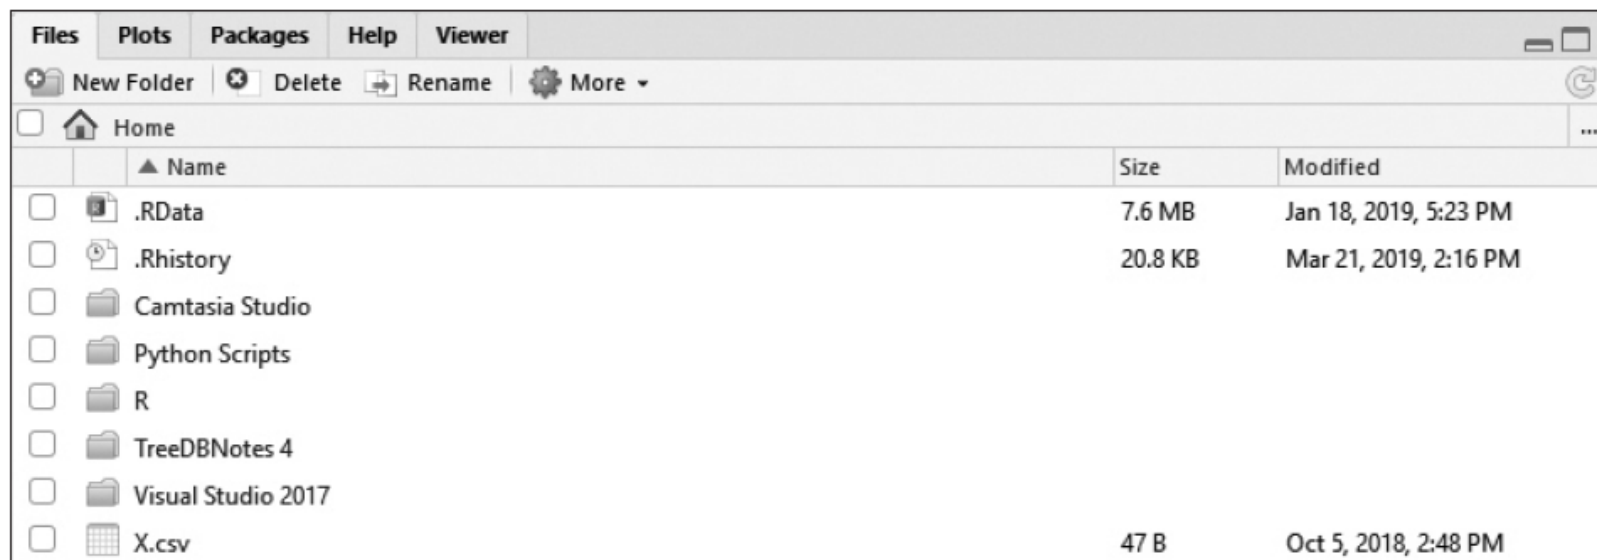 Files Plots Packages Help Viewer
New Folder Delete Rename More
Home ...
Name Size Modified
.RData 7.6 MB Jan 18, 2019, 5:23 PM
.Rhistory 20.8 KB Mar 21, 2019, 2:16 PM
Camtasia Studio
Python Scripts
R
TreeDBNotes 4
Visual Studio 2017
X.csv 47 B Oct 5, 2018, 2:48 PM